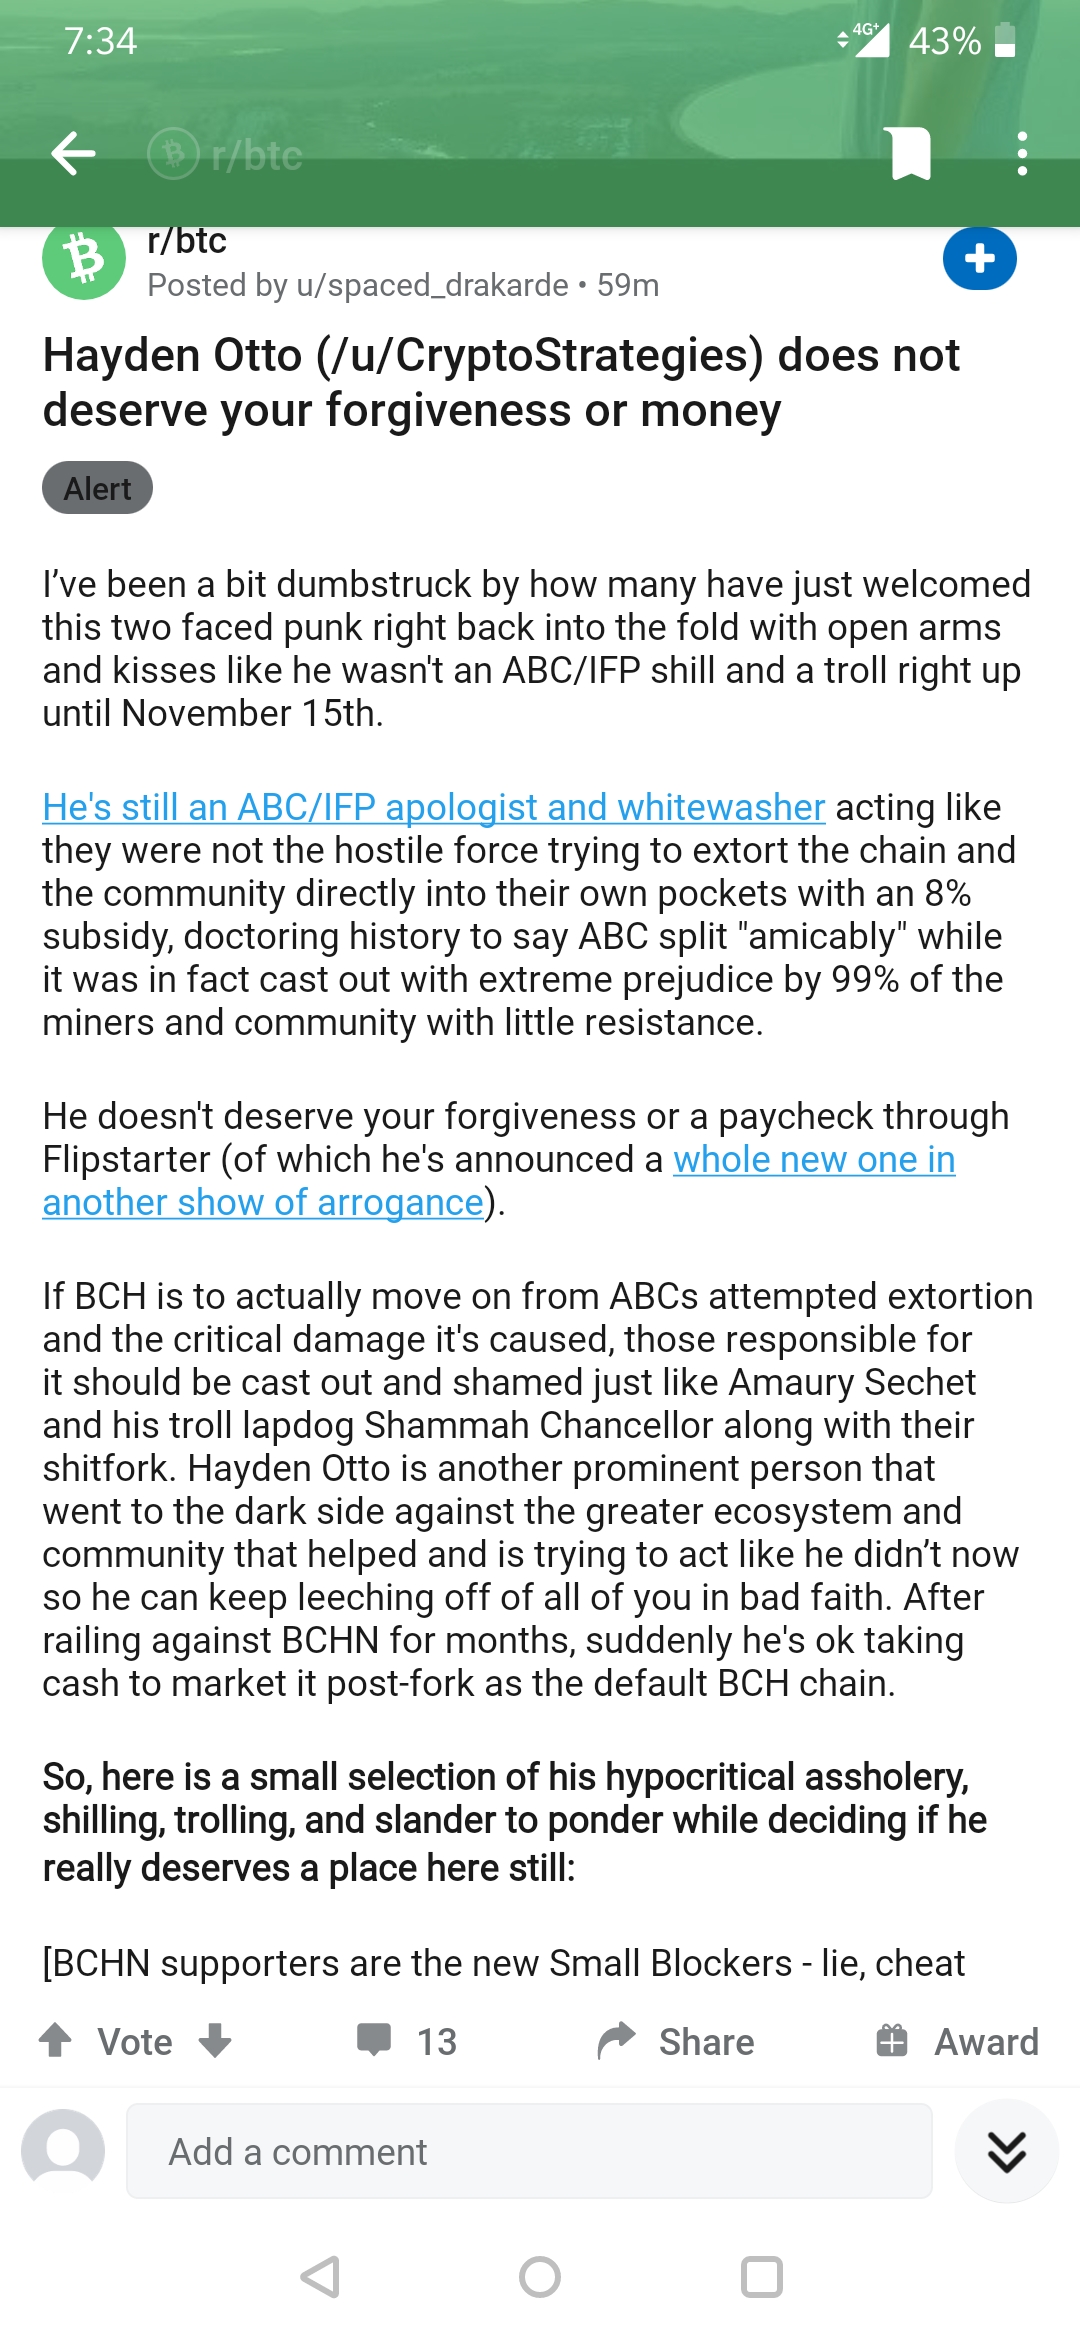 7:34
4G+ 43%
r/btc
r/btc
Posted by u/spaced_drakarde • 59m
Hayden Otto (/u/CryptoStrategies) does not
deserve your forgiveness or money
Alert
I’ve been a bit dumbstruck by how many have just welcomed
this two faced punk right back into the fold with open arms
and kisses like he wasn't an ABC/IFP shill and a troll right up
until November 15th.
He's still an ABC/IFP apologist and whitewasher acting like
they were not the hostile force trying to extort the chain and
the community directly into their own pockets with an 8%
subsidy, doctoring history to say ABC split "amicably" while
it was in fact cast out with extreme prejudice by 99% of the
miners and community with little resistance.
He doesn't deserve your forgiveness or a paycheck through
Flipstarter (of which he's announced a whole new one in
another show of arrogance).
If BCH is to actually move on from ABCs attempted extortion
and the critical damage it's caused, those responsible for
it should be cast out and shamed just like Amaury Sechet
and his troll lapdog Shammah Chancellor along with their
shitfork. Hayden Otto is another prominent person that
went to the dark side against the greater ecosystem and
community that helped and is trying to act like he didn’t now
so he can keep leeching off of all of you in bad faith. After
railing against BCHN for months, suddenly he's ok taking
cash to market it post-fork as the default BCH chain.
So, here is a small selection of his hypocritical assholery,
shilling, trolling, and slander to ponder while deciding if he
really deserves a place here still:
[BCHN supporters are the new Small Blockers - lie, cheat
Vote 13 Share Award
Add a comment